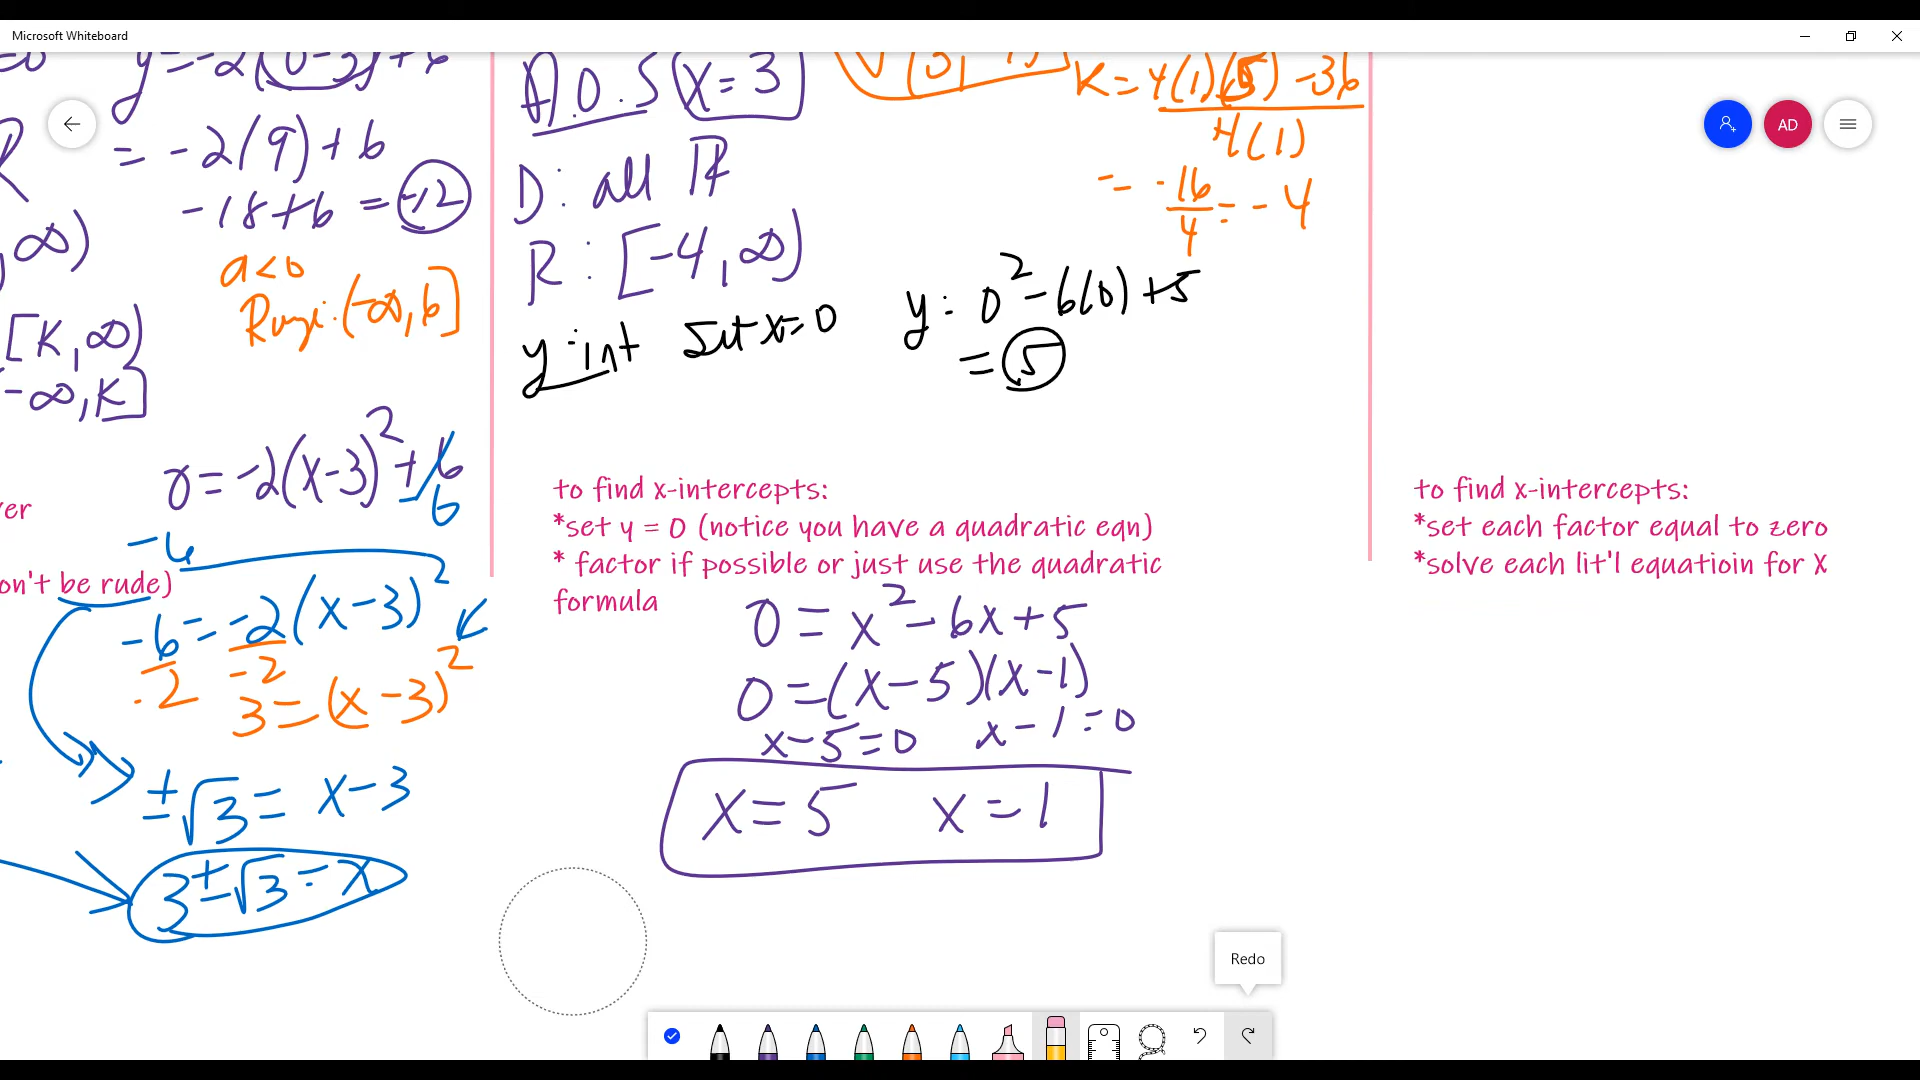 Microsoft Whiteboard
= -2(9)+6
-18+6 = -12
, ∞)
a<0
Range: (-∞, 6]
[K, ∞)
-∞, K]
0 = -2(x-3)² + 6
- 6
-6
er
on't be rude)
-6 = -2(x-3)²
-2 -2
3 = (x-3)²
±√3 = x-3
3±√3 = x
A.O.S x=3
D: all R
R: [-4, ∞)
y-int Set x=0
y = 0² - 6(0) + 5
= 5
4(1)
= -16/4 = -4
to find x-intercepts:
*set y = 0 (notice you have a quadratic eqn)
* factor if possible or just use the quadratic
formula
0 = x² - 6x + 5
0 = (x-5)(x-1)
x-5=0 x-1=0
x=5 x=1
AD
to find x-intercepts:
*set each factor equal to zero
*solve each lit'l equatioin for X
Redo